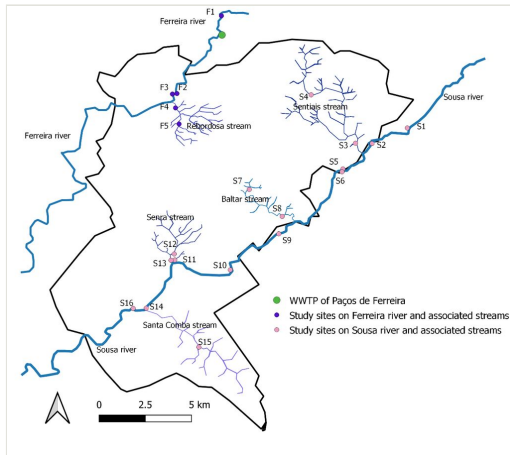 F1
Ferreira river
F3
F2
F4
F5
Rebordosa stream
Ferreira river
S4
Sentiais stream
Sousa river
S1
S3
S2
S5
S6
S7
Baltar stream
S8
S9
Senra stream
S12
S13
S11
S10
S16
S14
Santa Comba stream
S15
Sousa river
WWTP of Paços de Ferreira
Study sites on Ferreira river and associated streams
Study sites on Sousa river and associated streams
0 2.5 5 km